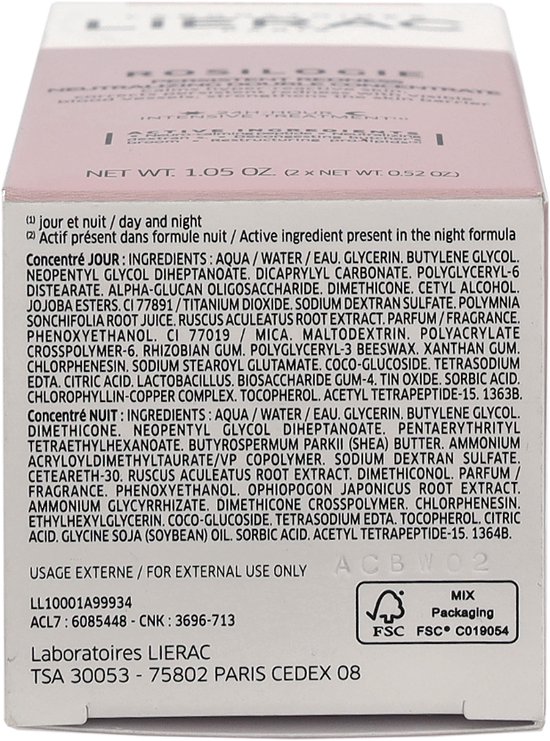 LIERAC
ROSILOGIE
24H-HOUR
INTENSIVE TREATMENT
ACTIVE INGREDIENTS
NET WT. 1.05 OZ. (2 x NET WT. 0.52 OZ.)
(1) jour et nuit / day and night
(2) Actif présent dans formule nuit / Active ingredient present in the night formula
Concentré JOUR : INGREDIENTS : AQUA / WATER / EAU. GLYCERIN. BUTYLENE GLYCOL.
NEOPENTYL GLYCOL DIHEPTANOATE. DICAPRYLYL CARBONATE. POLYGLYCERYL-6
DISTEARATE. ALPHA-GLUCAN OLIGOSACCHARIDE. DIMETHICONE. CETYL ALCOHOL.
JOJOBA ESTERS. CI 77891 / TITANIUM DIOXIDE. SODIUM DEXTRAN SULFATE. POLYMNIA
SONCHIFOLIA ROOT JUICE. RUSCUS ACULEATUS ROOT EXTRACT. PARFUM / FRAGRANCE.
PHENOXYETHANOL. CI 77019 / MICA. MALTODEXTRIN. POLYACRYLATE
CROSSPOLYMER-6. RHIZOBIAN GUM. POLYGLYCERYL-3 BEESWAX. XANTHAN GUM.
CHLORPHENESIN. SODIUM STEAROYL GLUTAMATE. COCO-GLUCOSIDE. TETRASODIUM
EDTA. CITRIC ACID. LACTOBACILLUS. BIOSACCHARIDE GUM-4. TIN OXIDE. SORBIC ACID.
CHLOROPHYLLIN-COPPER COMPLEX. TOCOPHEROL. ACETYL TETRAPEPTIDE-15. 1363B.
Concentré NUIT : INGREDIENTS : AQUA / WATER / EAU. GLYCERIN. BUTYLENE GLYCOL.
DIMETHICONE. NEOPENTYL GLYCOL DIHEPTANOATE. PENTAERYTHRITYL
TETRAETHYLHEXANOATE. BUTYROSPERMUM PARKII (SHEA) BUTTER. AMMONIUM
ACRYLOYLDIMETHYLTAURATE/VP COPOLYMER. SODIUM DEXTRAN SULFATE.
CETEARETH-30. RUSCUS ACULEATUS ROOT EXTRACT. DIMETHICONOL. PARFUM /
FRAGRANCE. PHENOXYETHANOL. OPHIOPOGON JAPONICUS ROOT EXTRACT.
AMMONIUM GLYCYRRHIZATE. DIMETHICONE CROSSPOLYMER. CHLORPHENESIN.
ETHYLHEXYLGLYCERIN. COCO-GLUCOSIDE. TETRASODIUM EDTA. TOCOPHEROL. CITRIC
ACID. GLYCINE SOJA (SOYBEAN) OIL. SORBIC ACID. ACETYL TETRAPEPTIDE-15. 1364B.
ACBW02
USAGE EXTERNE / FOR EXTERNAL USE ONLY
LL10001A99934
ACL7 : 6085448 - CNK : 3696-713
FSC
MIX
Packaging
FSC® C019054
Laboratoires LIERAC
TSA 30053 - 75802 PARIS CEDEX 08